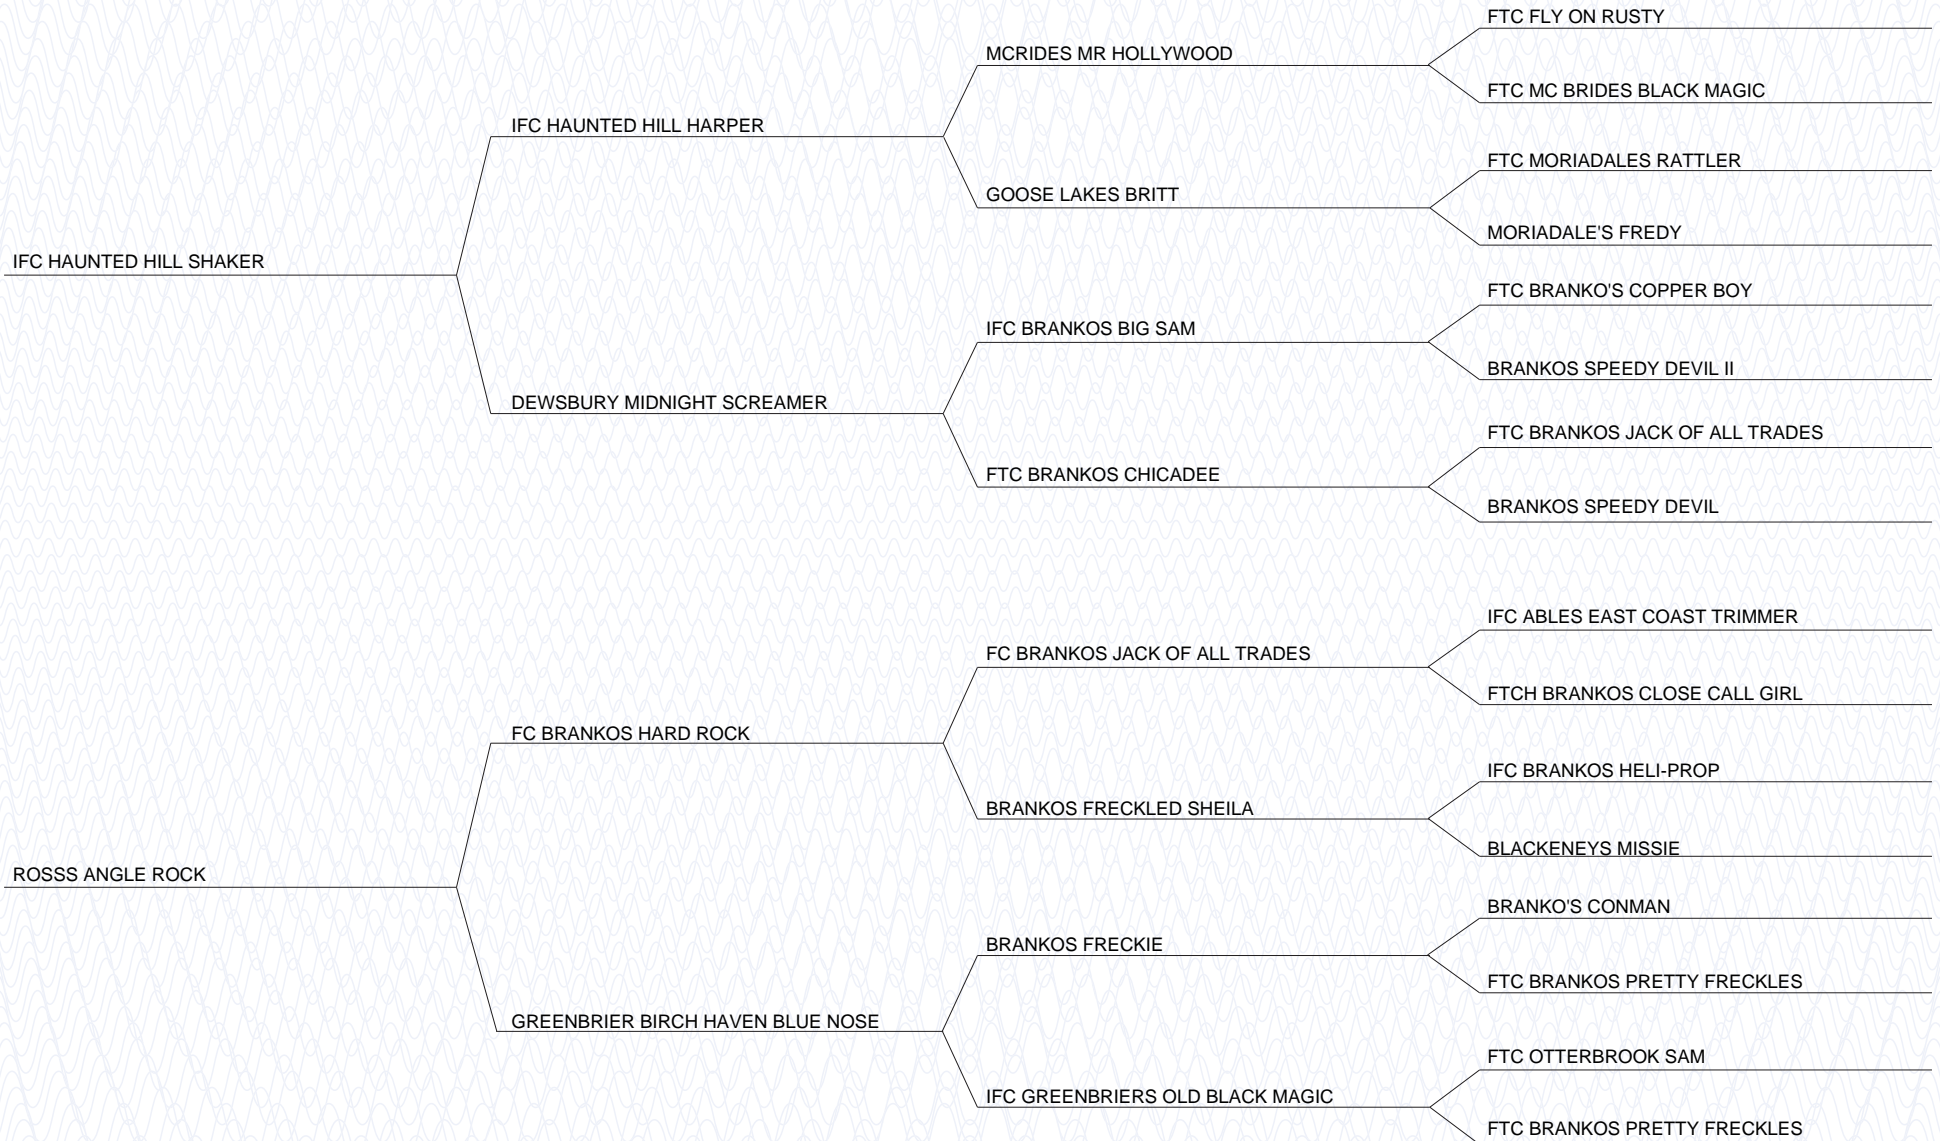 FTC FLY ON RUSTY
MCRIDES MR HOLLYWOOD
FTC MC BRIDES BLACK MAGIC
IFC HAUNTED HILL HARPER
FTC MORIADALES RATTLER
GOOSE LAKES BRITT
MORIADALE'S FREDY
IFC HAUNTED HILL SHAKER
FTC BRANKO'S COPPER BOY
IFC BRANKOS BIG SAM
BRANKOS SPEEDY DEVIL II
DEWSBURY MIDNIGHT SCREAMER
FTC BRANKOS JACK OF ALL TRADES
FTC BRANKOS CHICADEE
BRANKOS SPEEDY DEVIL
IFC ABLES EAST COAST TRIMMER
FC BRANKOS JACK OF ALL TRADES
FTCH BRANKOS CLOSE CALL GIRL
FC BRANKOS HARD ROCK
IFC BRANKOS HELI-PROP
BRANKOS FRECKLED SHEILA
BLACKENEYS MISSIE
ROSSS ANGLE ROCK
BRANKO'S CONMAN
BRANKOS FRECKIE
FTC BRANKOS PRETTY FRECKLES
GREENBRIER BIRCH HAVEN BLUE NOSE
FTC OTTERBROOK SAM
IFC GREENBRIERS OLD BLACK MAGIC
FTC BRANKOS PRETTY FRECKLES